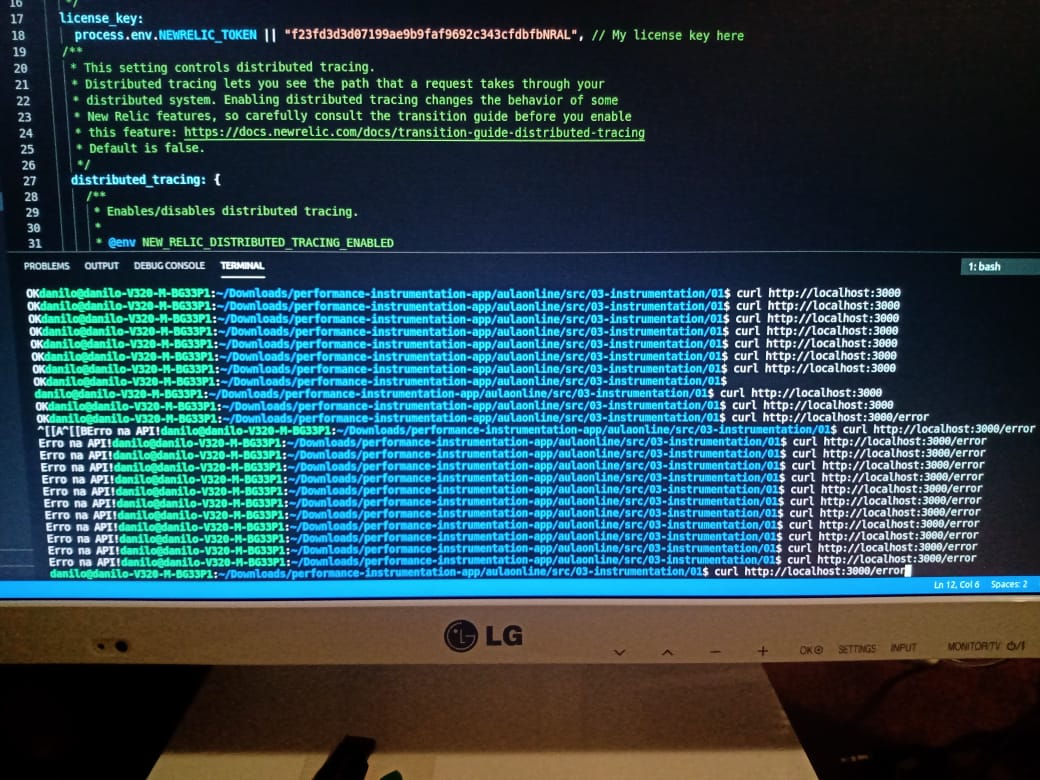 16 */
17 license_key:
18 process.env.NEWRELIC_TOKEN || "f23fd3d3d07199ae9b9faf9692c343cfdbfbNRAL", // My license key here
19 /**
20 * This setting controls distributed tracing.
21 * Distributed tracing lets you see the path that a request takes through your
22 * distributed system. Enabling distributed tracing changes the behavior of some
23 * New Relic features, so carefully consult the transition guide before you enable
24 * this feature: https://docs.newrelic.com/docs/transition-guide-distributed-tracing
25 * Default is false.
26 */
27 distributed_tracing: {
28 /**
29 * Enables/disables distributed tracing.
30 *
31 * @env NEW_RELIC_DISTRIBUTED_TRACING_ENABLED
PROBLEMS OUTPUT DEBUG CONSOLE TERMINAL 1: bash
OKdanilo@danilo-V320-M-BG33P1:~/Downloads/performance-instrumentation-app/aulaonline/src/03-instrumentation/01$ curl http://localhost:3000
OKdanilo@danilo-V320-M-BG33P1:~/Downloads/performance-instrumentation-app/aulaonline/src/03-instrumentation/01$ curl http://localhost:3000
OKdanilo@danilo-V320-M-BG33P1:~/Downloads/performance-instrumentation-app/aulaonline/src/03-instrumentation/01$ curl http://localhost:3000
OKdanilo@danilo-V320-M-BG33P1:~/Downloads/performance-instrumentation-app/aulaonline/src/03-instrumentation/01$ curl http://localhost:3000
OKdanilo@danilo-V320-M-BG33P1:~/Downloads/performance-instrumentation-app/aulaonline/src/03-instrumentation/01$ curl http://localhost:3000
OKdanilo@danilo-V320-M-BG33P1:~/Downloads/performance-instrumentation-app/aulaonline/src/03-instrumentation/01$ curl http://localhost:3000
OKdanilo@danilo-V320-M-BG33P1:~/Downloads/performance-instrumentation-app/aulaonline/src/03-instrumentation/01$ curl http://localhost:3000
OKdanilo@danilo-V320-M-BG33P1:~/Downloads/performance-instrumentation-app/aulaonline/src/03-instrumentation/01$
danilo@danilo-V320-M-BG33P1:~/Downloads/performance-instrumentation-app/aulaonline/src/03-instrumentation/01$ curl http://localhost:3000
OKdanilo@danilo-V320-M-BG33P1:~/Downloads/performance-instrumentation-app/aulaonline/src/03-instrumentation/01$ curl http://localhost:3000
OKdanilo@danilo-V320-M-BG33P1:~/Downloads/performance-instrumentation-app/aulaonline/src/03-instrumentation/01$ curl http://localhost:3000/error
^[[A^[[BErro na API!danilo@danilo-V320-M-BG33P1:~/Downloads/performance-instrumentation-app/aulaonline/src/03-instrumentation/01$ curl http://localhost:3000/error
Erro na API!danilo@danilo-V320-M-BG33P1:~/Downloads/performance-instrumentation-app/aulaonline/src/03-instrumentation/01$ curl http://localhost:3000/error
Erro na API!danilo@danilo-V320-M-BG33P1:~/Downloads/performance-instrumentation-app/aulaonline/src/03-instrumentation/01$ curl http://localhost:3000/error
Erro na API!danilo@danilo-V320-M-BG33P1:~/Downloads/performance-instrumentation-app/aulaonline/src/03-instrumentation/01$ curl http://localhost:3000/error
Erro na API!danilo@danilo-V320-M-BG33P1:~/Downloads/performance-instrumentation-app/aulaonline/src/03-instrumentation/01$ curl http://localhost:3000/error
Erro na API!danilo@danilo-V320-M-BG33P1:~/Downloads/performance-instrumentation-app/aulaonline/src/03-instrumentation/01$ curl http://localhost:3000/error
Erro na API!danilo@danilo-V320-M-BG33P1:~/Downloads/performance-instrumentation-app/aulaonline/src/03-instrumentation/01$ curl http://localhost:3000/error
Erro na API!danilo@danilo-V320-M-BG33P1:~/Downloads/performance-instrumentation-app/aulaonline/src/03-instrumentation/01$ curl http://localhost:3000/error
Erro na API!danilo@danilo-V320-M-BG33P1:~/Downloads/performance-instrumentation-app/aulaonline/src/03-instrumentation/01$ curl http://localhost:3000/error
Erro na API!danilo@danilo-V320-M-BG33P1:~/Downloads/performance-instrumentation-app/aulaonline/src/03-instrumentation/01$ curl http://localhost:3000/error
Erro na API!danilo@danilo-V320-M-BG33P1:~/Downloads/performance-instrumentation-app/aulaonline/src/03-instrumentation/01$ curl http://localhost:3000/error
Erro na API!danilo@danilo-V320-M-BG33P1:~/Downloads/performance-instrumentation-app/aulaonline/src/03-instrumentation/01$ curl http://localhost:3000/error
danilo@danilo-V320-M-BG33P1:~/Downloads/performance-instrumentation-app/aulaonline/src/03-instrumentation/01$ curl http://localhost:3000/error
Ln 12, Col 6 Spaces: 2
LG
OK SETTINGS INPUT MONITOR/TV